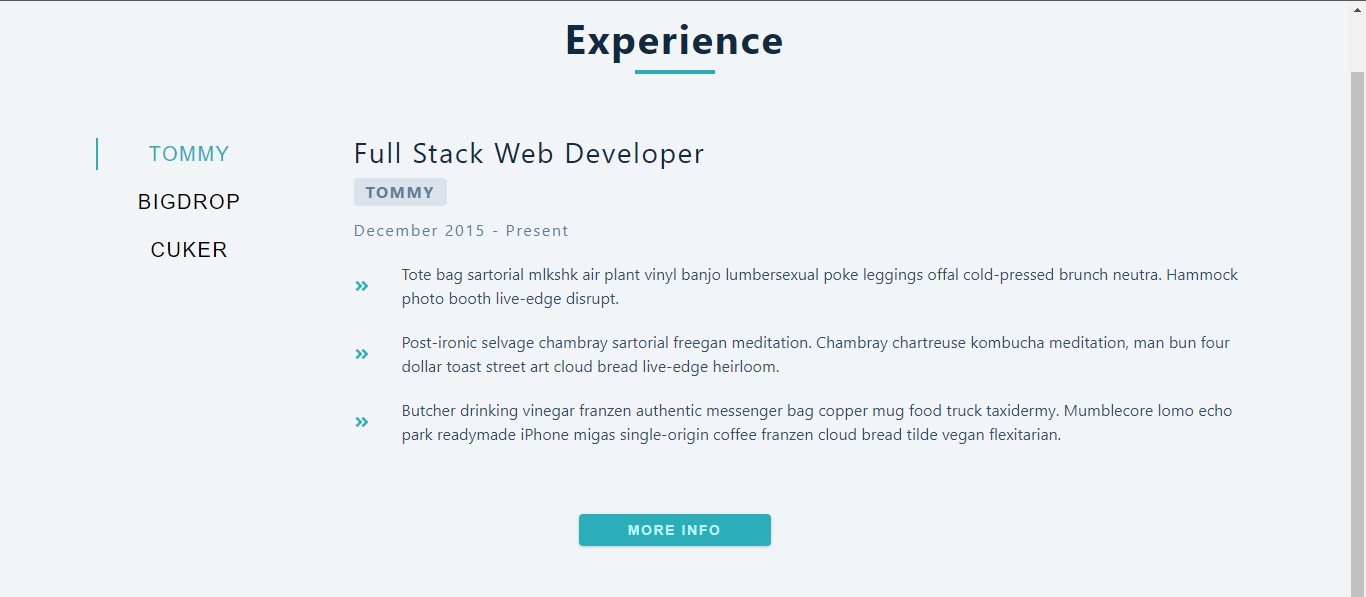 Experience
TOMMY
BIGDROP
CUKER
Full Stack Web Developer
TOMMY
December 2015 - Present
Tote bag sartorial mlkshk air plant vinyl banjo lumbersexual poke leggings offal cold-pressed brunch neutra. Hammock
photo booth live-edge disrupt.
Post-ironic selvage chambray sartorial freegan meditation. Chambray chartreuse kombucha meditation, man bun four
dollar toast street art cloud bread live-edge heirloom.
Butcher drinking vinegar franzen authentic messenger bag copper mug food truck taxidermy. Mumblecore lomo echo
park readymade iPhone migas single-origin coffee franzen cloud bread tilde vegan flexitarian.
MORE INFO